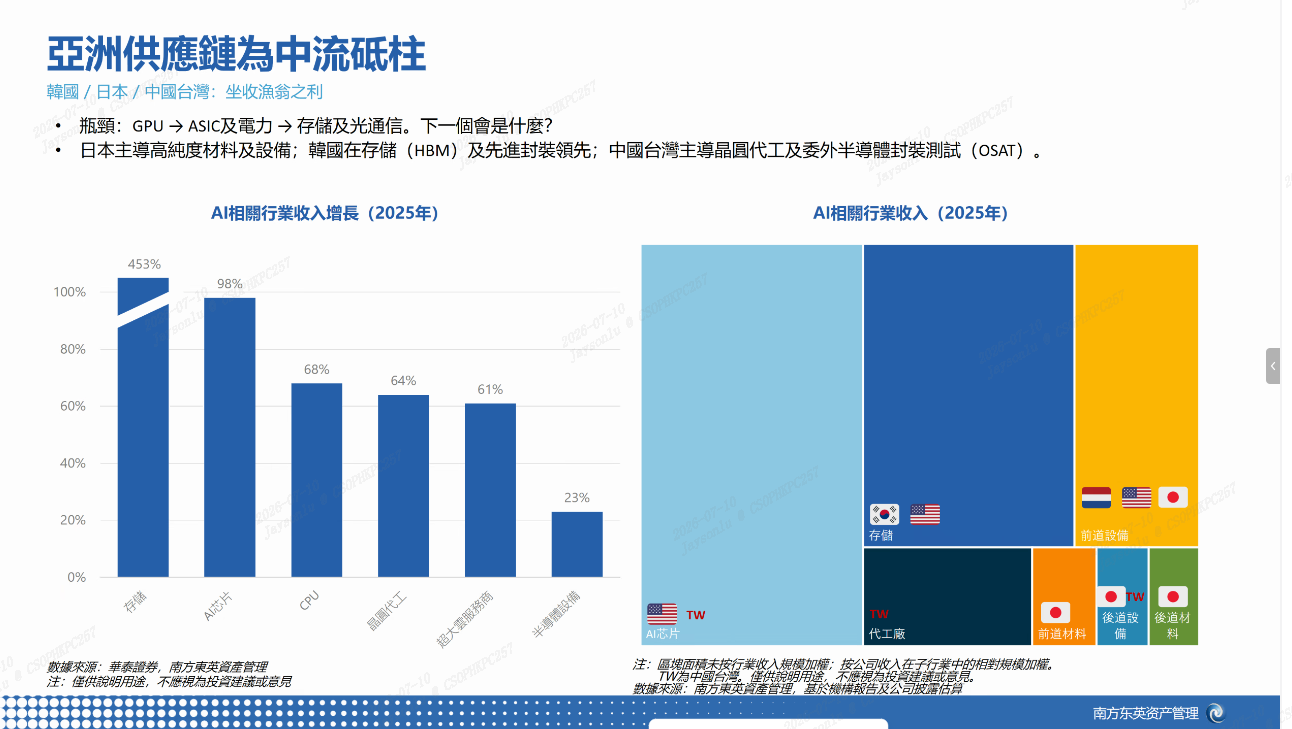 亞洲供應鏈為中流砥柱
韓國 / 日本 / 中國台灣：坐收漁翁之利
• 瓶頸：GPU → ASIC及電力 → 存儲及光通信。下一個會是什麼？
• 日本主導高純度材料及設備；韓國在存儲（HBM）及先進封裝領先；中國台灣主導晶圓代工及委外半導體封裝測試（OSAT）。
AI相關行業收入增長（2025年）
453%
98%
68%
64%
61%
23%
100%
80%
60%
40%
20%
0%
存儲
AI芯片
CPU
晶圓代工
超大雲服務商
半導體設備
數據來源：華泰證券，南方東英資產管理
注：僅供說明用途，不應視為投資建議或意見
AI相關行業收入（2025年）
TW
AI芯片
存儲
前道設備
TW
代工廠
前道材料
TW
後道設
備
後道材
料
注：區塊面積未按行業收入規模加權；按公司收入在子行業中的相對規模加權。
TW為中國台灣。僅供說明用途，不應視為投資建議或意見。
數據來源：南方東英資產管理，基於機構報告及公司披露估算
南方东英资产管理
2026-07-10
Jaysonlu @ CSOPHKPC257